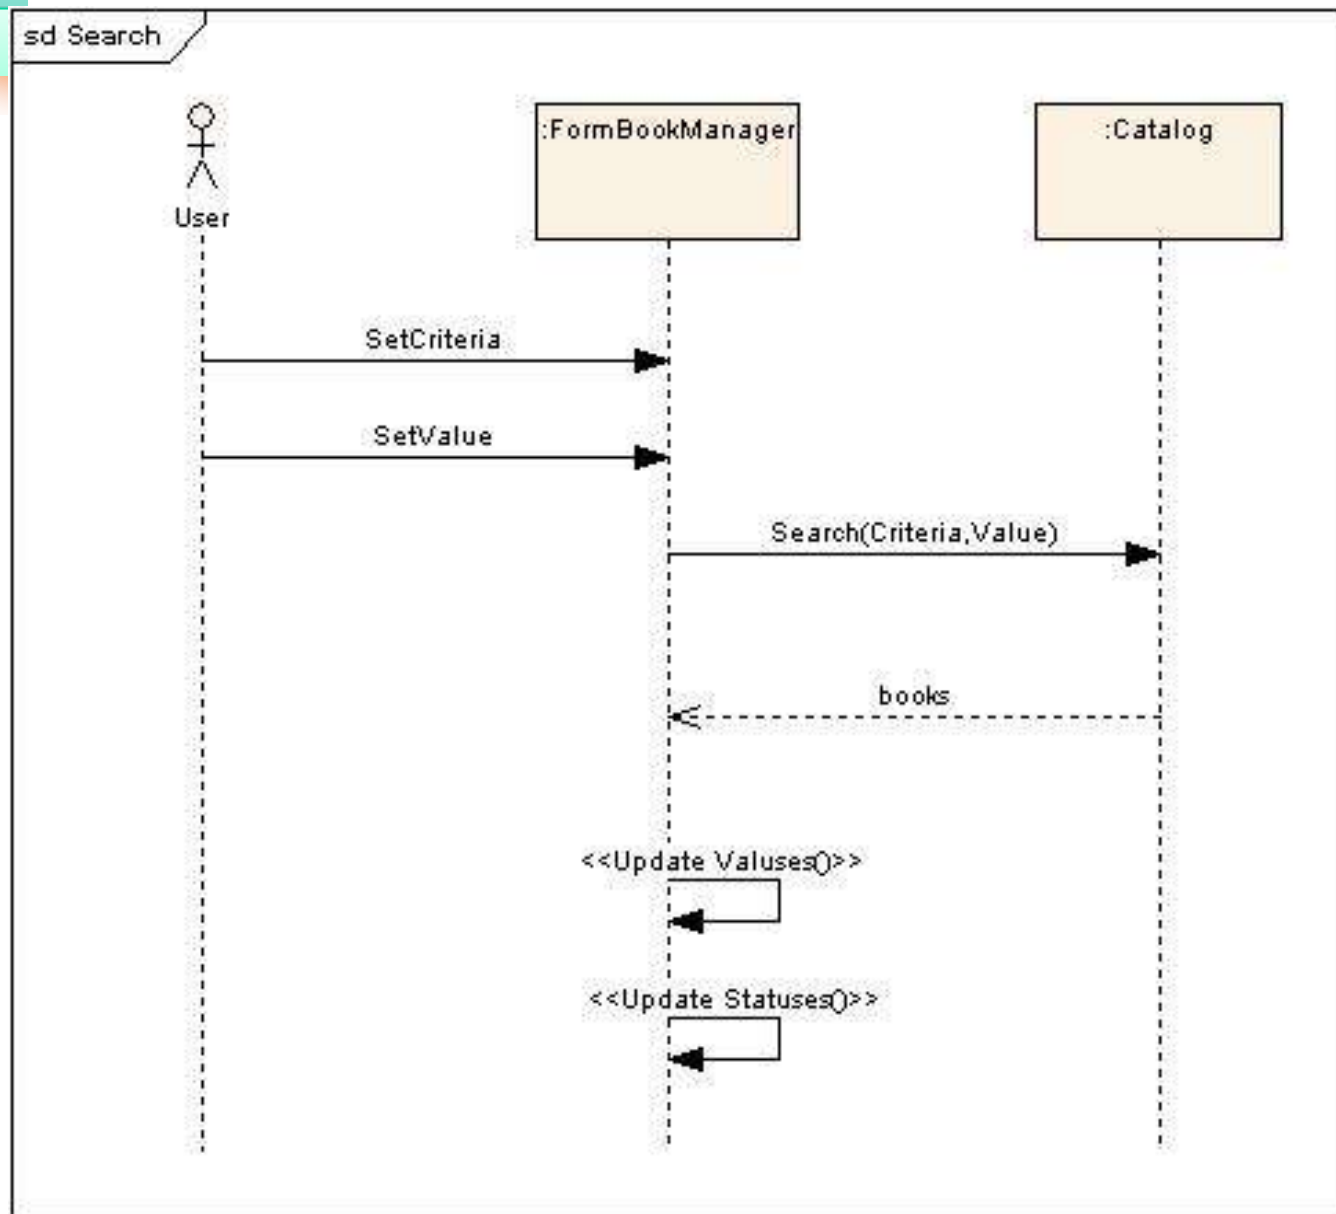 sd Search
User
:FormBookManager
:Catalog
SetCriteria
SetValue
Search(Criteria,Value)
books
<<Update Valuses()>>
<<Update Statuses()>>